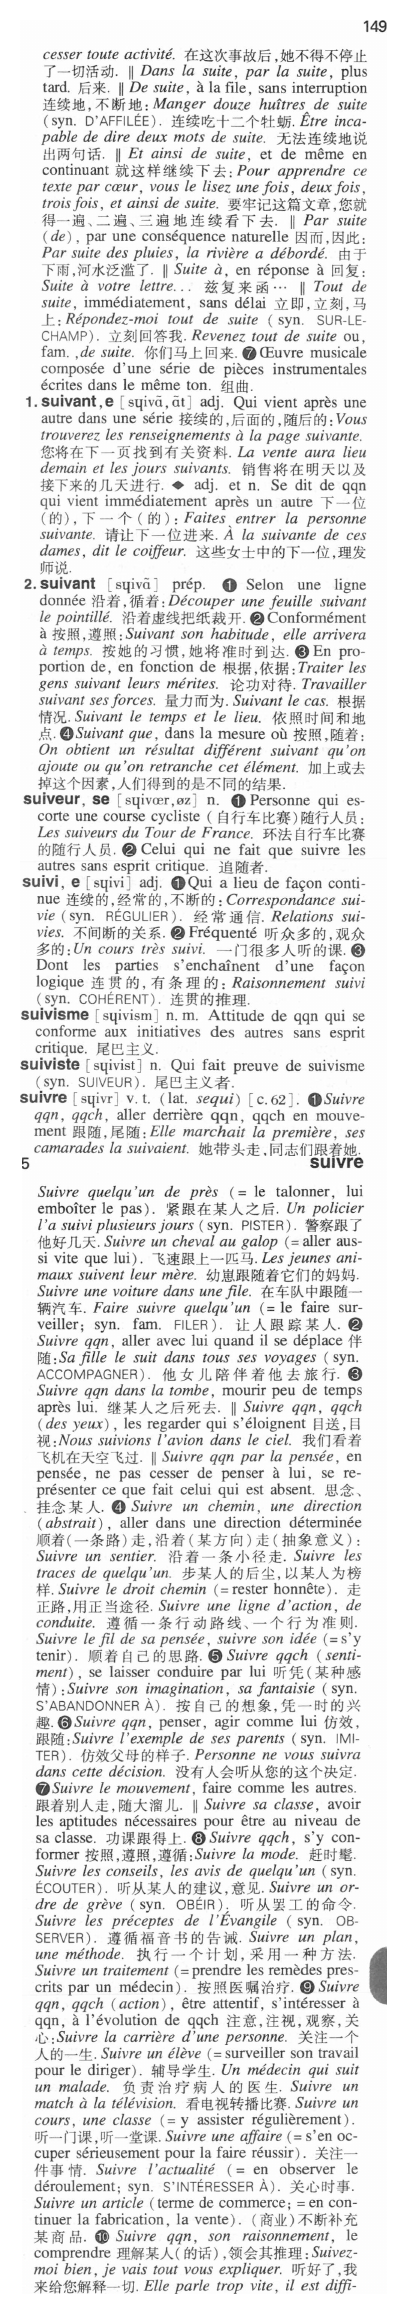 149
cesser toute activité. 在这次事故后,她不得不停止
了一切活动. ‖ Dans la suite, par la suite, plus
tard. 后来. ‖ De suite, à la file, sans interruption
连续地,不断地: Manger douze huîtres de suite
(syn. D'AFFILÉE). 连续吃十二个牡蛎. Être inca-
pable de dire deux mots de suite. 无法连续地说
出两句话. ‖ Et ainsi de suite, et de même en
continuant 就这样继续下去: Pour apprendre ce
texte par cœur, vous le lisez une fois, deux fois,
trois fois, et ainsi de suite. 要牢记这篇文章,您就
得一遍、二遍、三遍地连续看下去. ‖ Par suite
(de), par une conséquence naturelle 因而,因此:
Par suite des pluies, la rivière a débordé. 由于
下雨,河水泛滥了. ‖ Suite à, en réponse à 回复:
Suite à votre lettre... 兹复来函… ‖ Tout de
suite, immédiatement, sans délai 立即,立刻,马
上: Répondez-moi tout de suite (syn. SUR-LE-
CHAMP). 立刻回答我. Revenez tout de suite ou,
fam., de suite. 你们马上回来. ❼ Œuvre musicale
composée d'une série de pièces instrumentales
écrites dans le même ton. 组曲.
1. suivant, e [sɥivɑ̃, ɑ̃t] adj. Qui vient après une
autre dans une série 接续的,后面的,随后的: Vous
trouverez les renseignements à la page suivante.
您将在下一页找到有关资料. La vente aura lieu
demain et les jours suivants. 销售将在明天以及
接下来的几天进行. ◆ adj. et n. Se dit de qqn
qui vient immédiatement après un autre 下一位
(的),下一个(的): Faites entrer la personne
suivante. 请让下一位进来. À la suivante de ces
dames, dit le coiffeur. 这些女士中的下一位,理发
师说.
2. suivant [sɥivɑ̃] prép. ❶ Selon une ligne
donnée 沿着,循着: Découper une feuille suivant
le pointillé. 沿着虚线把纸裁开. ❷ Conformément
à 按照,遵照: Suivant son habitude, elle arrivera
à temps. 按她的习惯,她将准时到达. ❸ En pro-
portion de, en fonction de 根据,依据: Traiter les
gens suivant leurs mérites. 论功对待. Travailler
suivant ses forces. 量力而为. Suivant le cas. 根据
情况. Suivant le temps et le lieu. 依照时间和地
点. ❹ Suivant que, dans la mesure où 按照,随着:
On obtient un résultat différent suivant qu'on
ajoute ou qu'on retranche cet élément. 加上或去
掉这个因素,人们得到的是不同的结果.
suiveur, se [sɥivœr, øz] n. ❶ Personne qui es-
corte une course cycliste (自行车比赛)随行人员:
Les suiveurs du Tour de France. 环法自行车比赛
的随行人员. ❷ Celui qui ne fait que suivre les
autres sans esprit critique. 追随者.
suivi, e [sɥivi] adj. ❶ Qui a lieu de façon conti-
nue 连续的,经常的,不断的: Correspondance sui-
vie (syn. RÉGULIER). 经常通信. Relations sui-
vies. 不间断的关系. ❷ Fréquenté 听众多的,观众
多的: Un cours très suivi. 一门很多人听的课. ❸
Dont les parties s'enchaînent d'une façon
logique 连贯的,有条理的: Raisonnement suivi
(syn. COHÉRENT). 连贯的推理.
suivisme [sɥivism] n. m. Attitude de qqn qui se
conforme aux initiatives des autres sans esprit
critique. 尾巴主义.
suiviste [sɥivist] n. Qui fait preuve de suivisme
(syn. SUIVEUR). 尾巴主义者.
suivre [sɥivr] v. t. (lat. sequi) [c. 62]. ❶ Suivre
qqn, qqch, aller derrière qqn, qqch en mouve-
ment 跟随,尾随: Elle marchait la première, ses
camarades la suivaient. 她带头走,同志们跟着她.
5 suivre
Suivre quelqu'un de près (= le talonner, lui
emboîter le pas). 紧跟在某人之后. Un policier
l'a suivi plusieurs jours (syn. PISTER). 警察跟了
他好几天. Suivre un cheval au galop (= aller aus-
si vite que lui). 飞速跟上一匹马. Les jeunes ani-
maux suivent leur mère. 幼崽跟随着它们的妈妈.
Suivre une voiture dans une file. 在车队中跟随一
辆汽车. Faire suivre quelqu'un (= le faire sur-
veiller; syn. fam. FILER). 让人跟踪某人. ❷
Suivre qqn, aller avec lui quand il se déplace 伴
随: Sa fille le suit dans tous ses voyages (syn.
ACCOMPAGNER). 他女儿陪伴着他去旅行. ❸
Suivre qqn dans la tombe, mourir peu de temps
après lui. 继某人之后死去. ‖ Suivre qqn, qqch
(des yeux), les regarder qui s'éloignent 目送,目
视: Nous suivions l'avion dans le ciel. 我们看着
飞机在天空飞过. ‖ Suivre qqn par la pensée, en
pensée, ne pas cesser de penser à lui, se re-
présenter ce que fait celui qui est absent. 思念、
挂念某人. ❹ Suivre un chemin, une direction
(abstrait), aller dans une direction déterminée
顺着(一条路)走,沿着(某方向)走(抽象意义):
Suivre un sentier. 沿着一条小径走. Suivre les
traces de quelqu'un. 步某人的后尘,以某人为榜
样. Suivre le droit chemin (= rester honnête). 走
正路,用正当途径. Suivre une ligne d'action, de
conduite. 遵循一条行动路线、一个行为准则.
Suivre le fil de sa pensée, suivre son idée (= s'y
tenir). 顺着自己的思路. ❺ Suivre qqch (senti-
ment), se laisser conduire par lui 听凭(某种感
情): Suivre son imagination, sa fantaisie (syn.
S'ABANDONNER À). 按自己的想象,凭一时的兴
趣. ❻ Suivre qqn, penser, agir comme lui 仿效,
跟随: Suivre l'exemple de ses parents (syn. IMI-
TER). 仿效父母的样子. Personne ne vous suivra
dans cette décision. 没有人会听从您的这个决定.
❼ Suivre le mouvement, faire comme les autres.
跟着别人走,随大溜儿. ‖ Suivre sa classe, avoir
les aptitudes nécessaires pour être au niveau de
sa classe. 功课跟得上. ❽ Suivre qqch, s'y con-
former 按照,遵照,遵循: Suivre la mode. 赶时髦.
Suivre les conseils, les avis de quelqu'un (syn.
ÉCOUTER). 听从某人的建议,意见. Suivre un or-
dre de grève (syn. OBÉIR). 听从罢工的命令.
Suivre les préceptes de l'Évangile (syn. OB-
SERVER). 遵循福音书的告诫. Suivre un plan,
une méthode. 执行一个计划,采用一种方法.
Suivre un traitement (= prendre les remèdes pres-
crits par un médecin). 按照医嘱治疗. ❾ Suivre
qqn, qqch (action), être attentif, s'intéresser à
qqn, à l'évolution de qqch 注意,注视,观察,关
心: Suivre la carrière d'une personne. 关注一个
人的一生. Suivre un élève (= surveiller son travail
pour le diriger). 辅导学生. Un médecin qui suit
un malade. 负责治疗病人的医生. Suivre un
match à la télévision. 看电视转播比赛. Suivre un
cours, une classe (= y assister régulièrement).
听一门课,听一堂课. Suivre une affaire (= s'en oc-
cuper sérieusement pour la faire réussir). 关注一
件事情. Suivre l'actualité (= en observer le
déroulement; syn. S'INTÉRESSER À). 关心时事.
Suivre un article (terme de commerce; = en con-
tinuer la fabrication, la vente). (商业)不断补充
某商品. ❿ Suivre qqn, son raisonnement, le
comprendre 理解某人(的话),领会其推理: Suivez-
moi bien, je vais tout vous expliquer. 听好了,我
来给您解释一切. Elle parle trop vite, il est diffi-